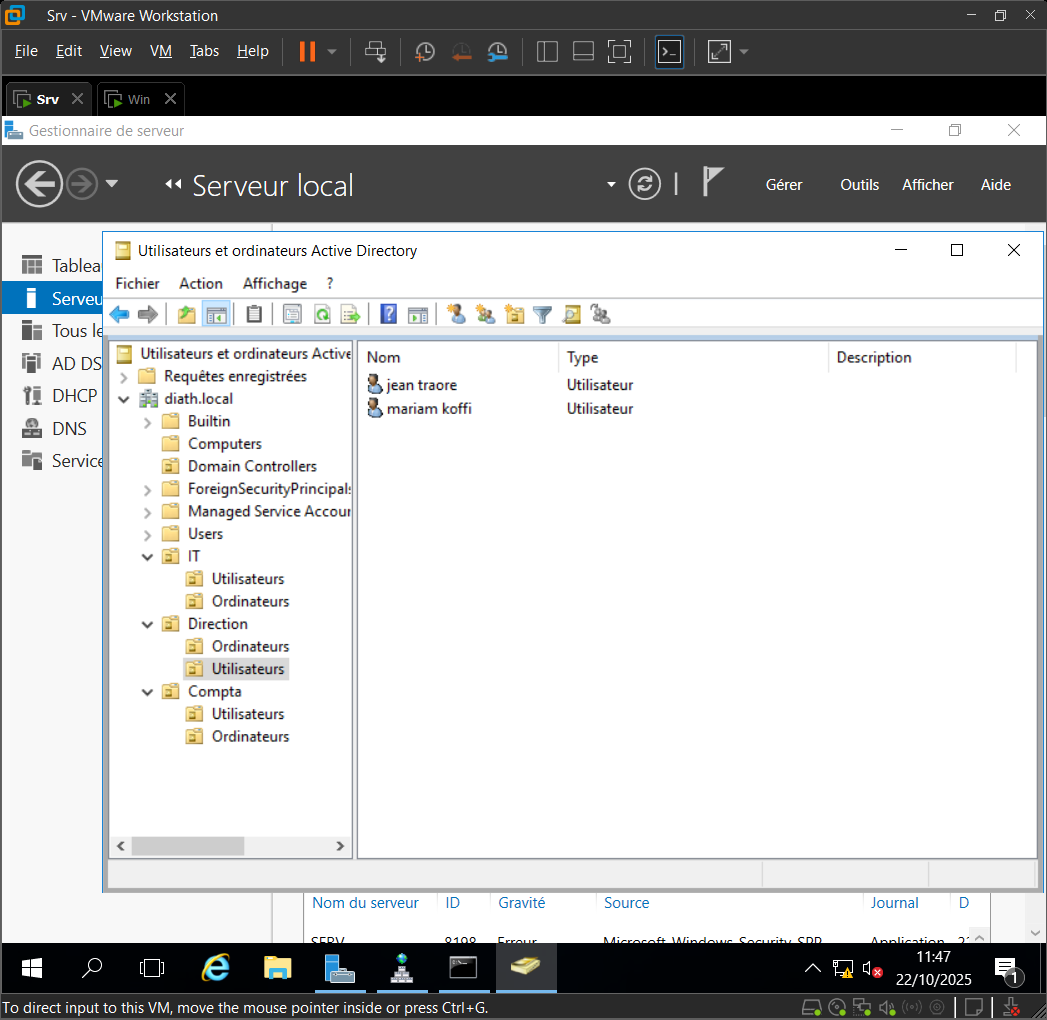 Srv - VMware Workstation
File Edit View VM Tabs Help
Srv Win
Gestionnaire de serveur
Serveur local
Gérer Outils Afficher Aide
Utilisateurs et ordinateurs Active Directory
Fichier Action Affichage ?
Tablea
Serveu
Tous le
AD DS
DHCP
DNS
Service
Utilisateurs et ordinateurs Active
Requêtes enregistrées
diath.local
Builtin
Computers
Domain Controllers
ForeignSecurityPrincipals
Managed Service Accour
Users
IT
Utilisateurs
Ordinateurs
Direction
Ordinateurs
Utilisateurs
Compta
Utilisateurs
Ordinateurs
Nom Type Description
jean traore Utilisateur
mariam koffi Utilisateur
Nom du serveur ID Gravité Source Journal D
SERV 8198 Erreur Microsoft-Windows-Security-SPP Application
11:47
22/10/2025
1
To direct input to this VM, move the mouse pointer inside or press Ctrl+G.